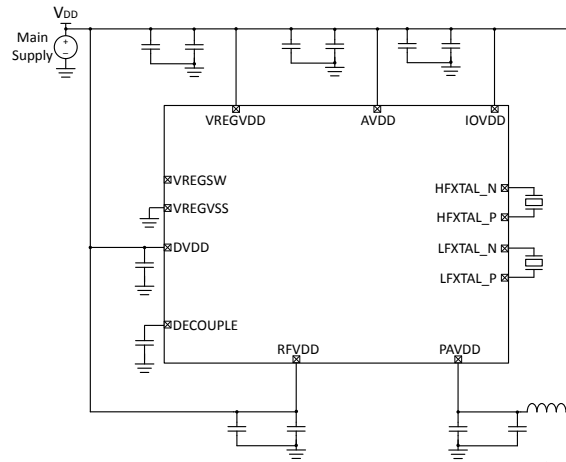 VDD
Main
Supply
+
–
VREGVDD
AVDD
IOVDD
VREGSW
HFXTAL_N
VREGVSS
HFXTAL_P
DVDD
LFXTAL_N
LFXTAL_P
DECOUPLE
RFVDD
PAVDD